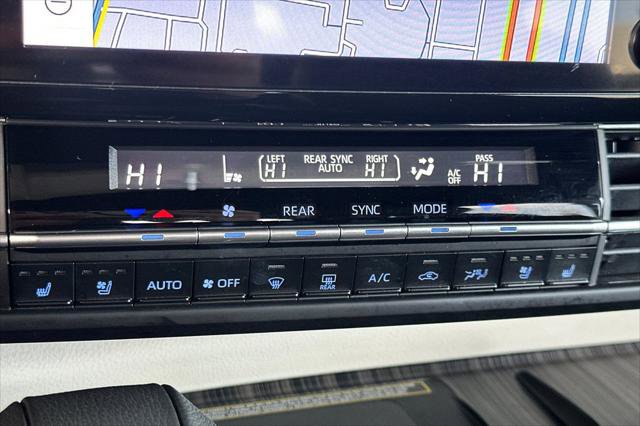 HI LEFT HI REAR SYNC AUTO RIGHT HI A/C OFF PASS HI
REAR SYNC MODE
AUTO OFF REAR A/C